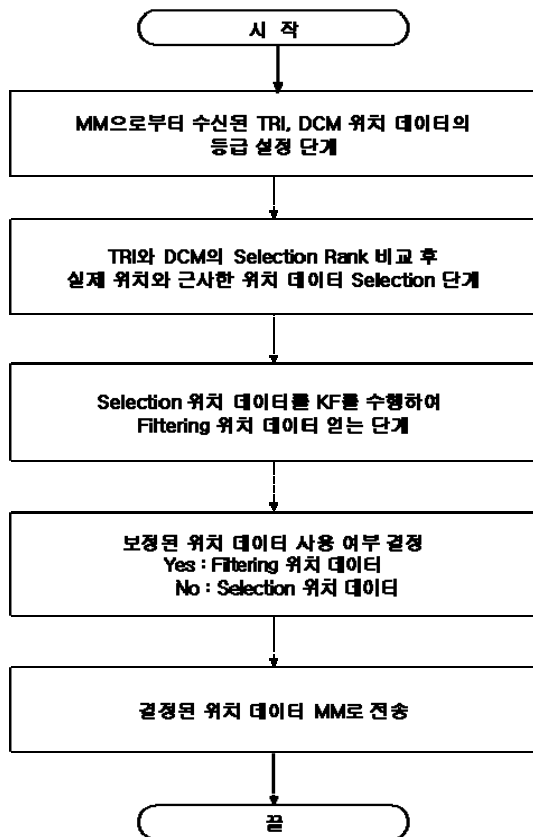 시 작
MM으로부터 수신된 TRI, DCM 위치 데이터의
등급 설정 단계
TRI와 DCM의 Selection Rank 비교 후
실제 위치와 근사한 위치 데이터 Selection 단계
Selection 위치 데이터를 KF를 수행하여
Filtering 위치 데이터 얻는 단계
보정된 위치 데이터 사용 여부 결정
Yes : Filtering 위치 데이터
No : Selection 위치 데이터
결정된 위치 데이터 MM로 전송
끝